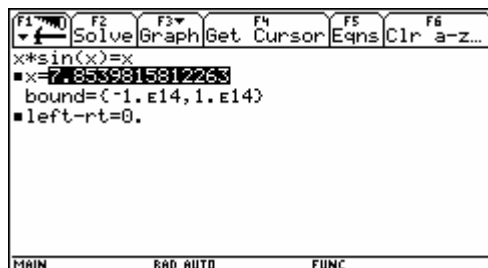 F1 F2 F3 F4 F5 F6
Solve Graph Get Cursor Eqns Clr a-z…
x*sin(x)=x
▪x=7.8539815812263
bound={-1.E14,1.E14}
▪left-rt=0.
MAIN RAD AUTO FUNC